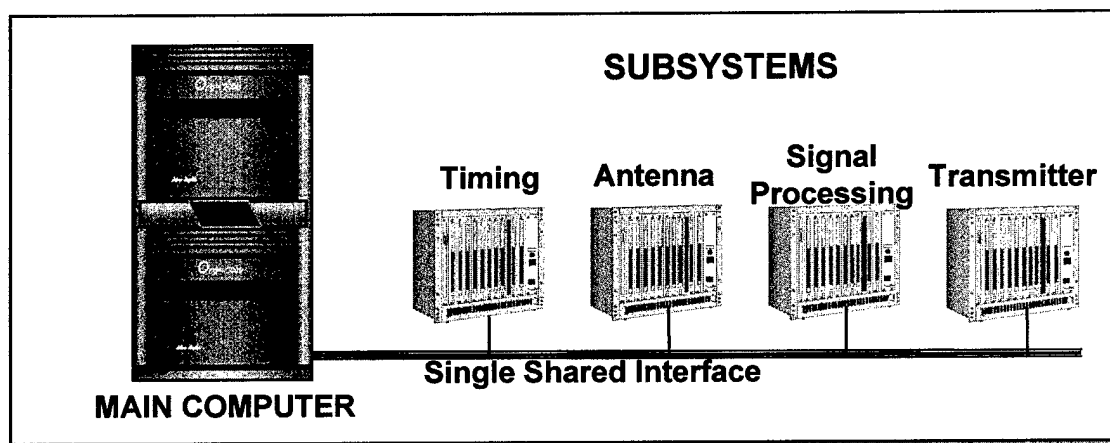 SUBSYSTEMS
Timing
Antenna
Signal
Processing
Transmitter
Single Shared Interface
MAIN COMPUTER